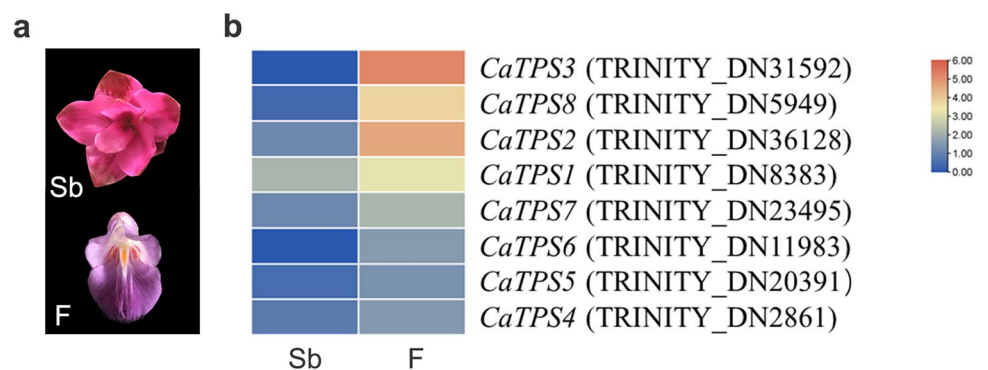 a
b
Sb
F
CaTPS3 (TRINITY_DN31592)
CaTPS8 (TRINITY_DN5949)
CaTPS2 (TRINITY_DN36128)
CaTPS1 (TRINITY_DN8383)
CaTPS7 (TRINITY_DN23495)
CaTPS6 (TRINITY_DN11983)
CaTPS5 (TRINITY_DN20391)
CaTPS4 (TRINITY_DN2861)
Sb F
6.00
5.00
4.00
3.00
2.00
1.00
0.00